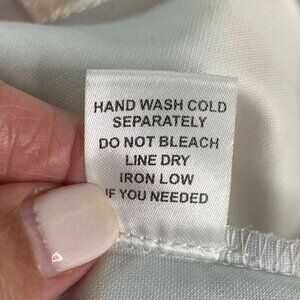 HAND WASH COLD
SEPARATELY
DO NOT BLEACH
LINE DRY
IRON LOW
IF YOU NEEDED